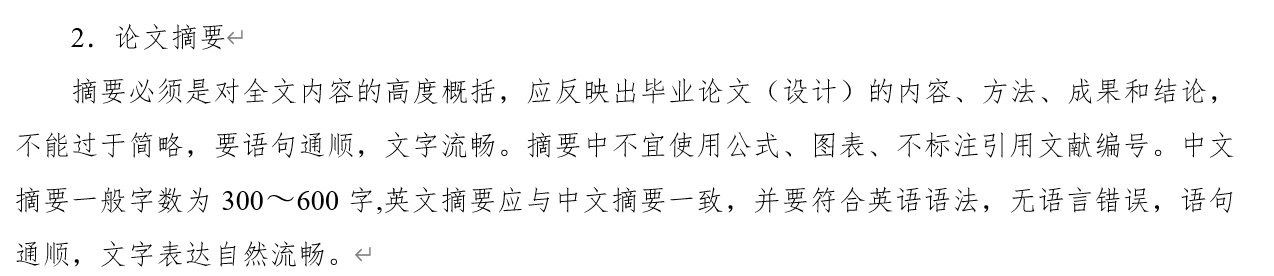 2．论文摘要
摘要必须是对全文内容的高度概括，应反映出毕业论文（设计）的内容、方法、成果和结论，
不能过于简略，要语句通顺，文字流畅。摘要中不宜使用公式、图表、不标注引用文献编号。中文
摘要一般字数为 300～600 字,英文摘要应与中文摘要一致，并要符合英语语法，无语言错误，语句
通顺，文字表达自然流畅。